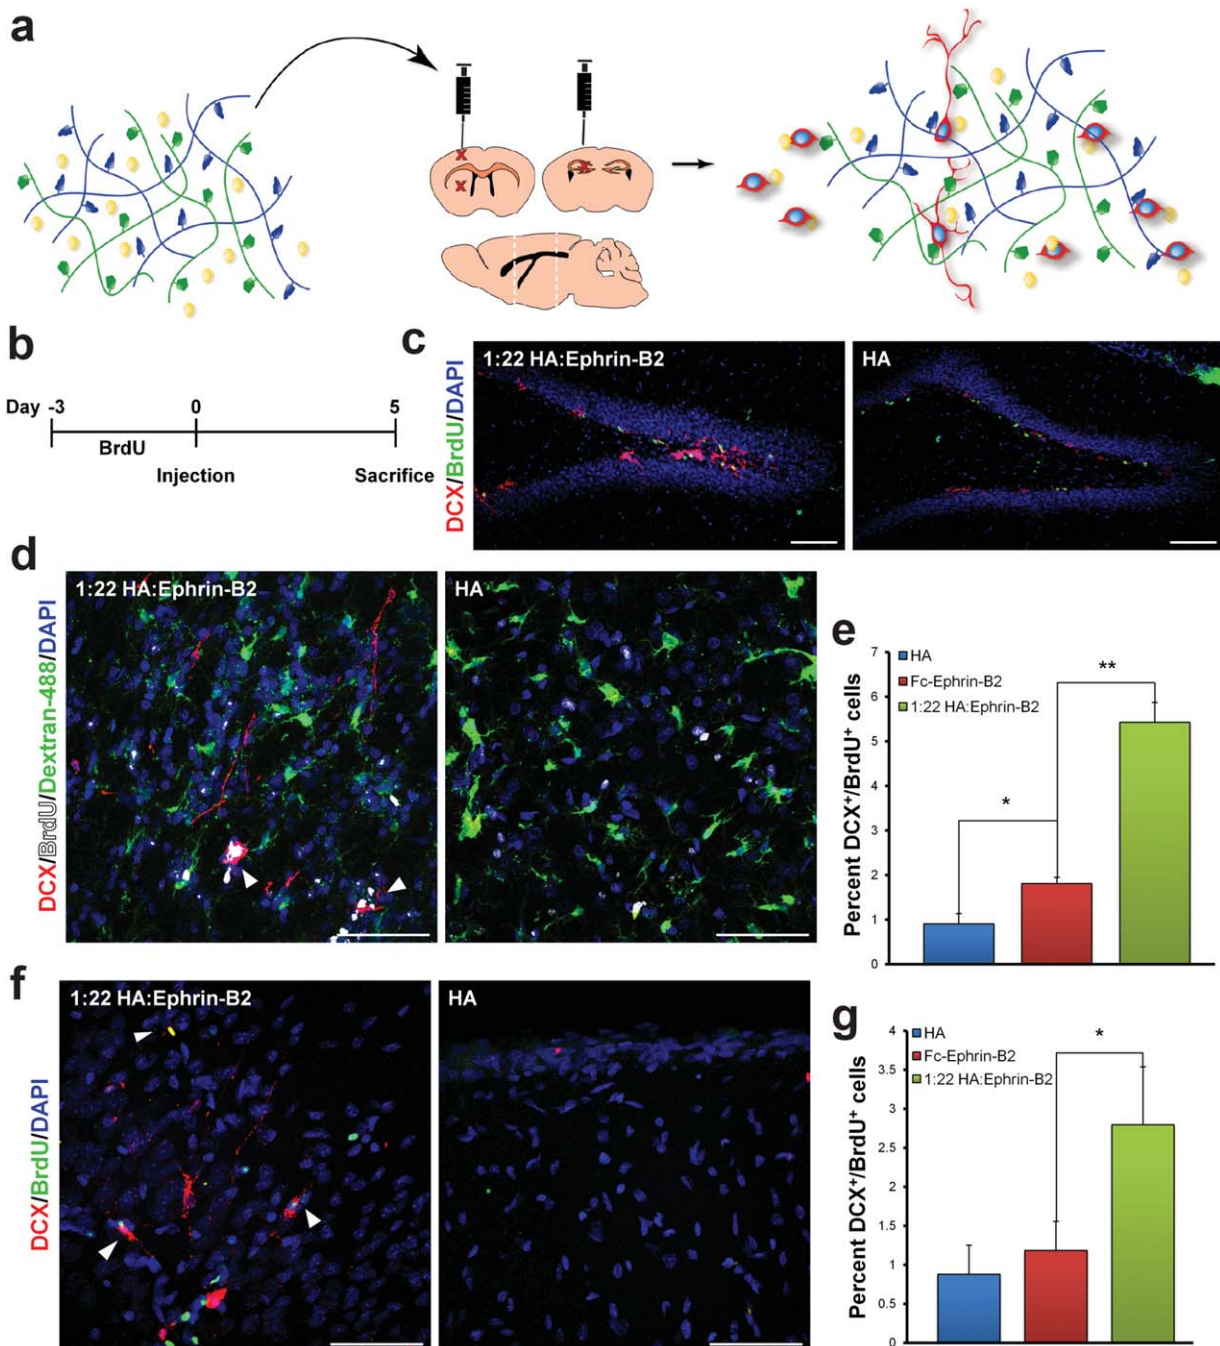 a
x
x
b
Day -3 0 5
BrdU
Injection
Sacrifice
c
DCX/BrdU/DAPI
1:22 HA:Ephrin-B2
HA
d
DCX/BrdU/Dextran-488/DAPI
1:22 HA:Ephrin-B2
HA
e
Percent DCX⁺/BrdU⁺ cells
7
6
5
4
3
2
1
0
HA
Fc-Ephrin-B2
1:22 HA:Ephrin-B2
*
**
f
DCX/BrdU/DAPI
1:22 HA:Ephrin-B2
HA
g
Percent DCX⁺/BrdU⁺ cells
4
3.5
3
2.5
2
1.5
1
0.5
0
HA
Fc-Ephrin-B2
1:22 HA:Ephrin-B2
*